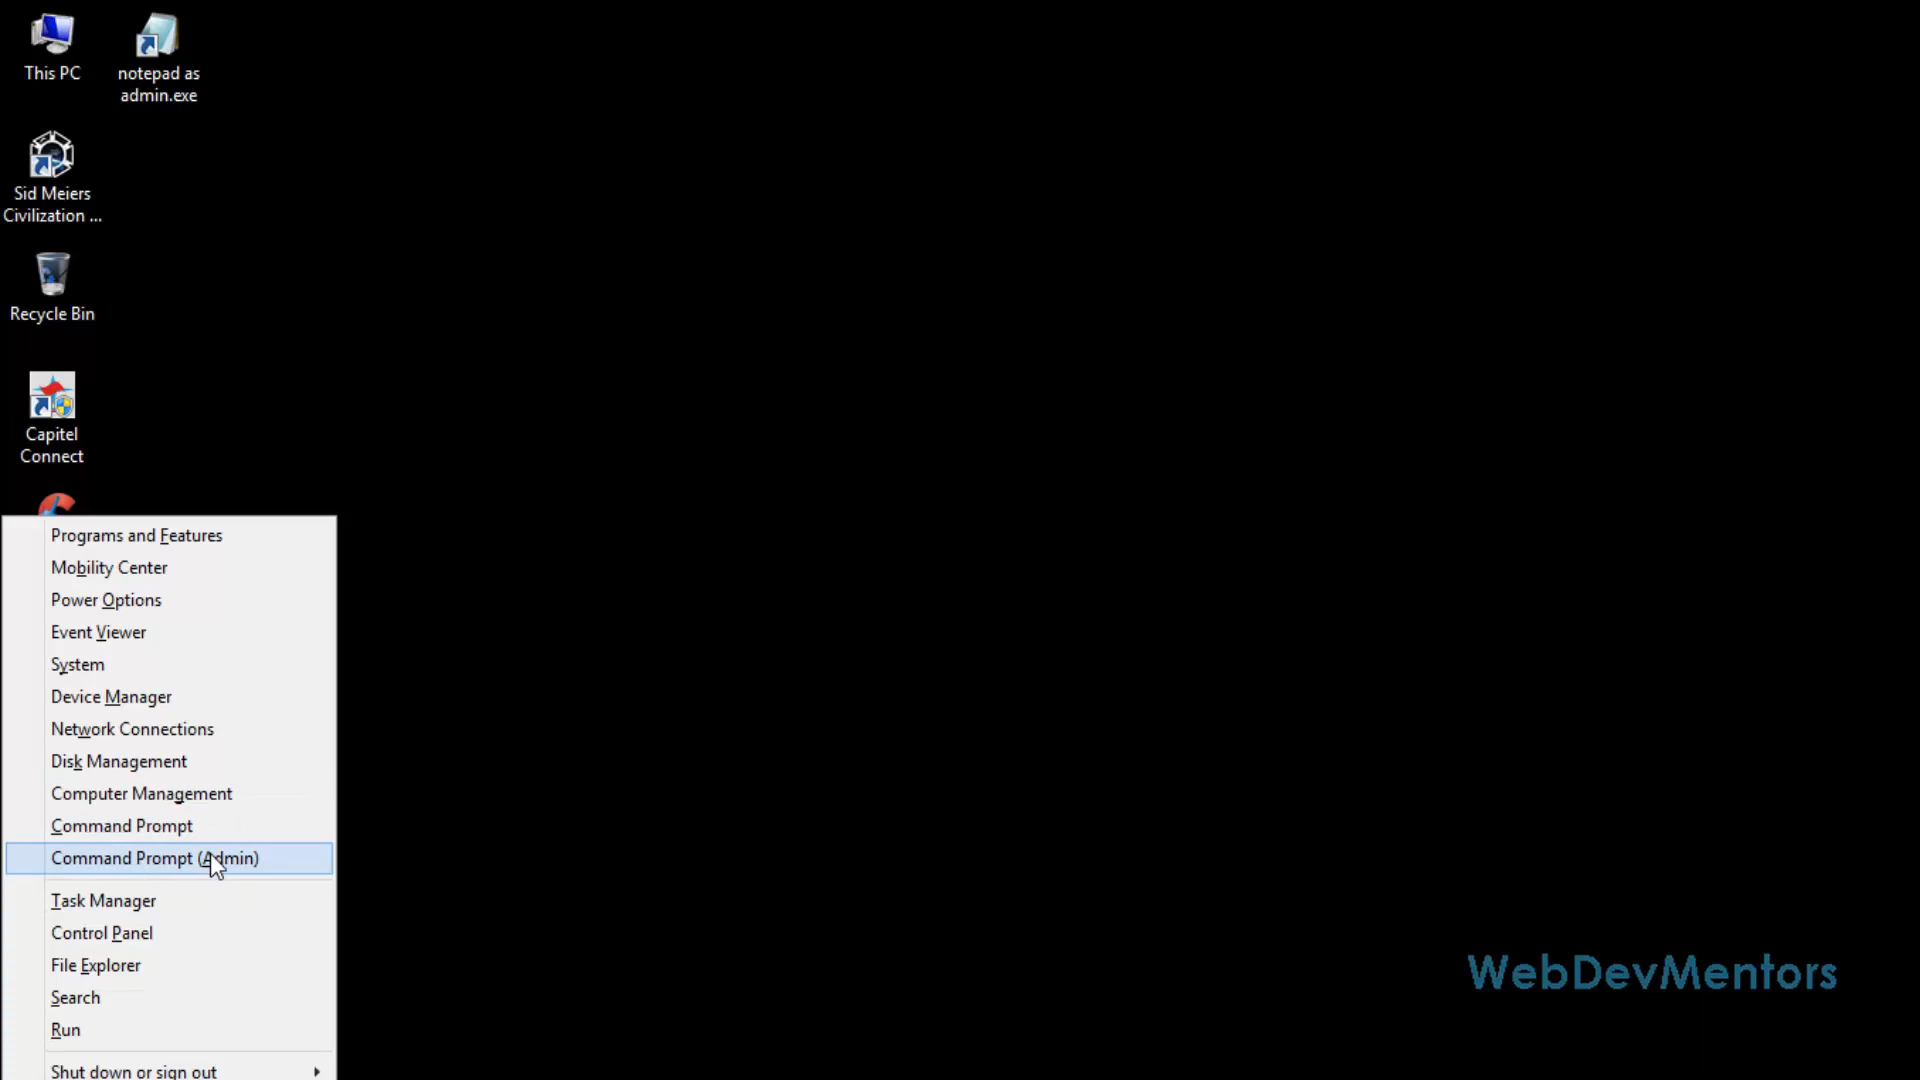 This PC
notepad as
admin.exe
Sid Meiers
Civilization ...
Recycle Bin
Capitel
Connect
Programs and Features
Mobility Center
Power Options
Event Viewer
System
Device Manager
Network Connections
Disk Management
Computer Management
Command Prompt
Command Prompt (Admin)
Task Manager
Control Panel
File Explorer
Search
Run
Shut down or sign out
WebDevMentors